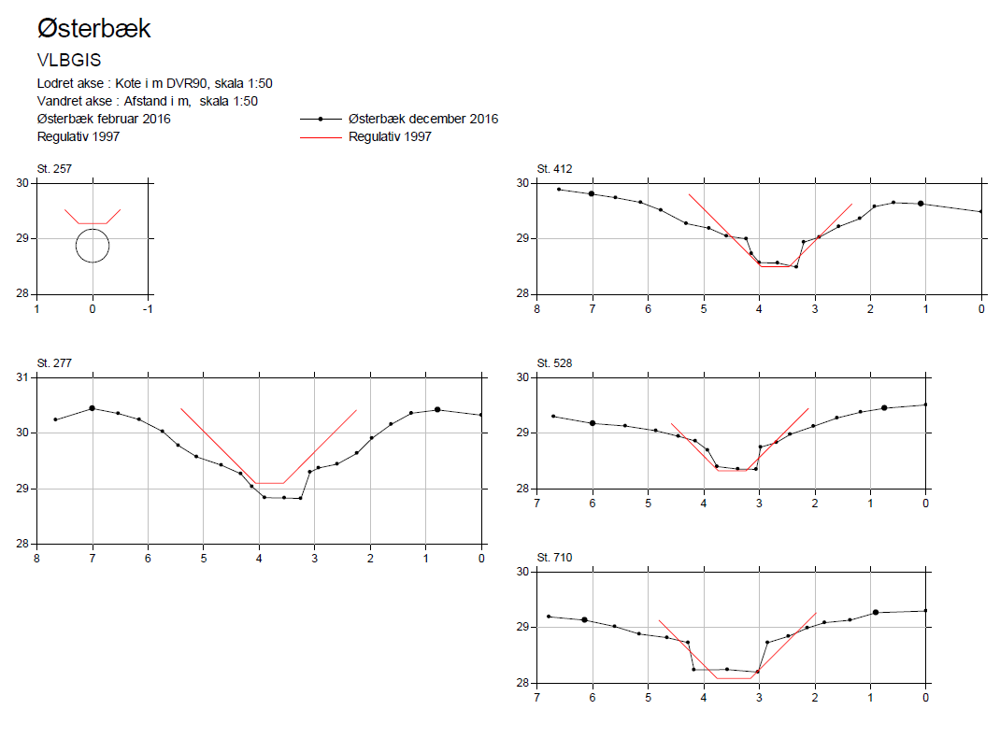 Østerbæk
VLBGIS
Lodret akse : Kote i m DVR90, skala 1:50
Vandret akse : Afstand i m, skala 1:50
Østerbæk februar 2016
Østerbæk december 2016
Regulativ 1997
Regulativ 1997
St. 257
30
29
28
1 0 -1
St. 277
31
30
29
28
8 7 6 5 4 3 2 1 0
St. 412
30
29
28
8 7 6 5 4 3 2 1 0
St. 528
30
29
28
7 6 5 4 3 2 1 0
St. 710
30
29
28
7 6 5 4 3 2 1 0